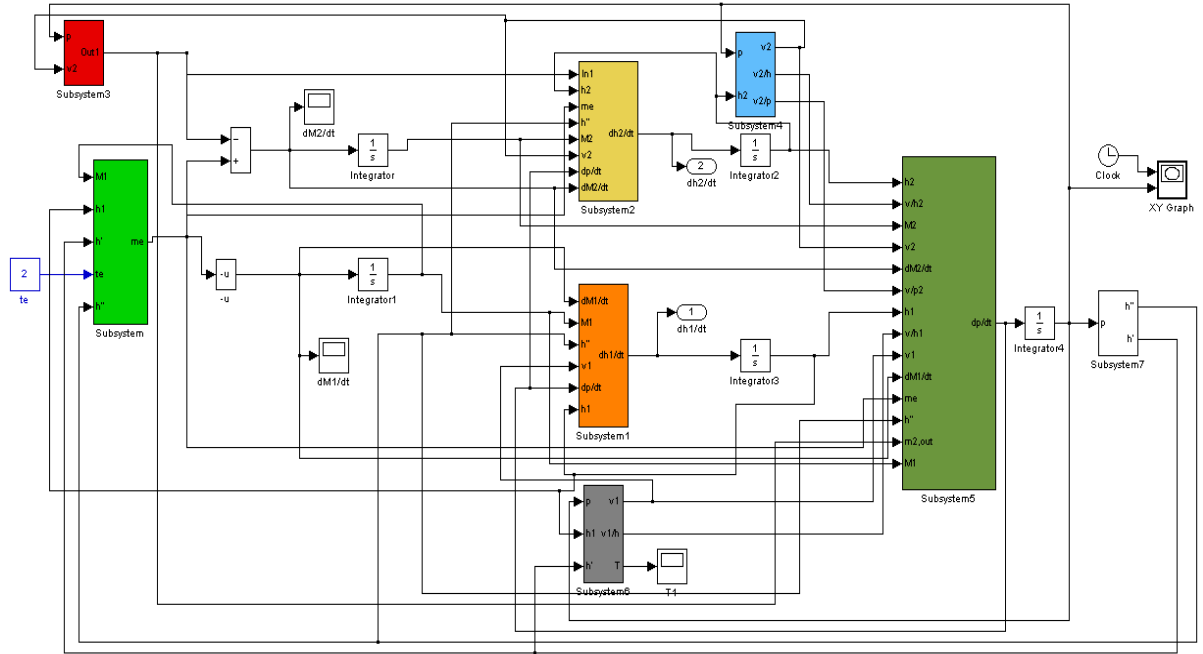 p
v2
Out1
Subsystem3
dM2/dt
−
+
1
s
Integrator
M1
h1
h'
te
h''
me
Subsystem
2
te
-u
-u
1
s
Integrator1
dM1/dt
In1
h2
me
h''
M2
v2
dp/dt
dM2/dt
dh2/dt
Subsystem2
2
dh2/dt
1
s
Integrator2
p
h2
v2
v2/h
v2/p
Subsystem4
dM1/dt
M1
h''
v1
dp/dt
h1
dh1/dt
Subsystem1
1
dh1/dt
1
s
Integrator3
p
h1
h'
v1
v1/h
T
Subsystem6
T1
h2
v/h2
M2
v2
dM2/dt
v/p2
h1
v/h1
v1
dM1/dt
me
h''
m2,out
M1
dp/dt
Subsystem5
1
s
Integrator4
Clock
XY Graph
p
h''
h'
Subsystem7